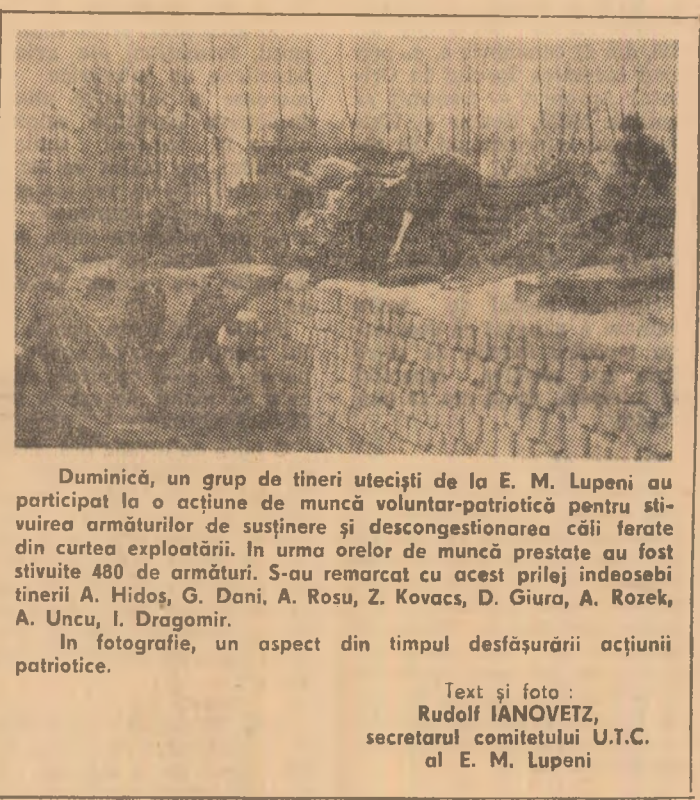 Duminică, un grup de tineri uteciști de la E. M. Lupeni au
participat la o acțiune de muncă voluntar-patriotică pentru sti-
vuirea armăturilor de susținere și descongestionarea căli ferate
din curtea exploatării. In urma orelor de muncă prestate au fost
stivuite 480 de armături. S-au remarcat cu acest prilej indeosebi
tinerii A. Hidoș, G. Dani, A. Rosu, Z. Kovacs, D. Giura, A. Rozek,
A. Uncu, I. Dragomir.
In fotografie, un aspect din timpul desfășurării acțiunii
patriotice.
Text și foto :
Rudolf IANOVETZ,
secretarul comitetului U.T.C.
al E. M. Lupeni